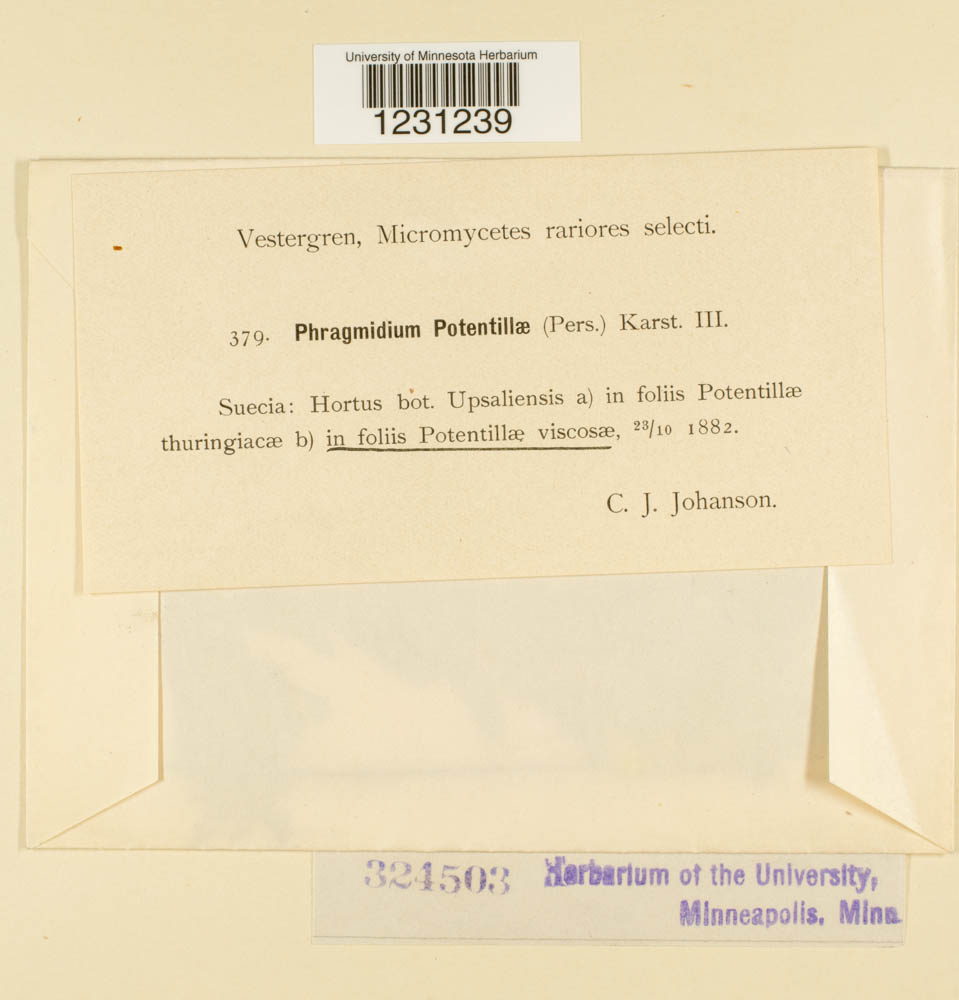 University of Minnesota Herbarium
1231239
Vestergren, Micromycetes rariores selecti.
379. Phragmidium Potentillæ (Pers.) Karst. III.
Suecia: Hortus bot. Upsaliensis a) in foliis Potentillæ
thuringiacæ b) in foliis Potentillæ viscosæ, 23/10 1882.
C. J. Johanson.
324503 Herbarium of the University,
Minneapolis, Minn.